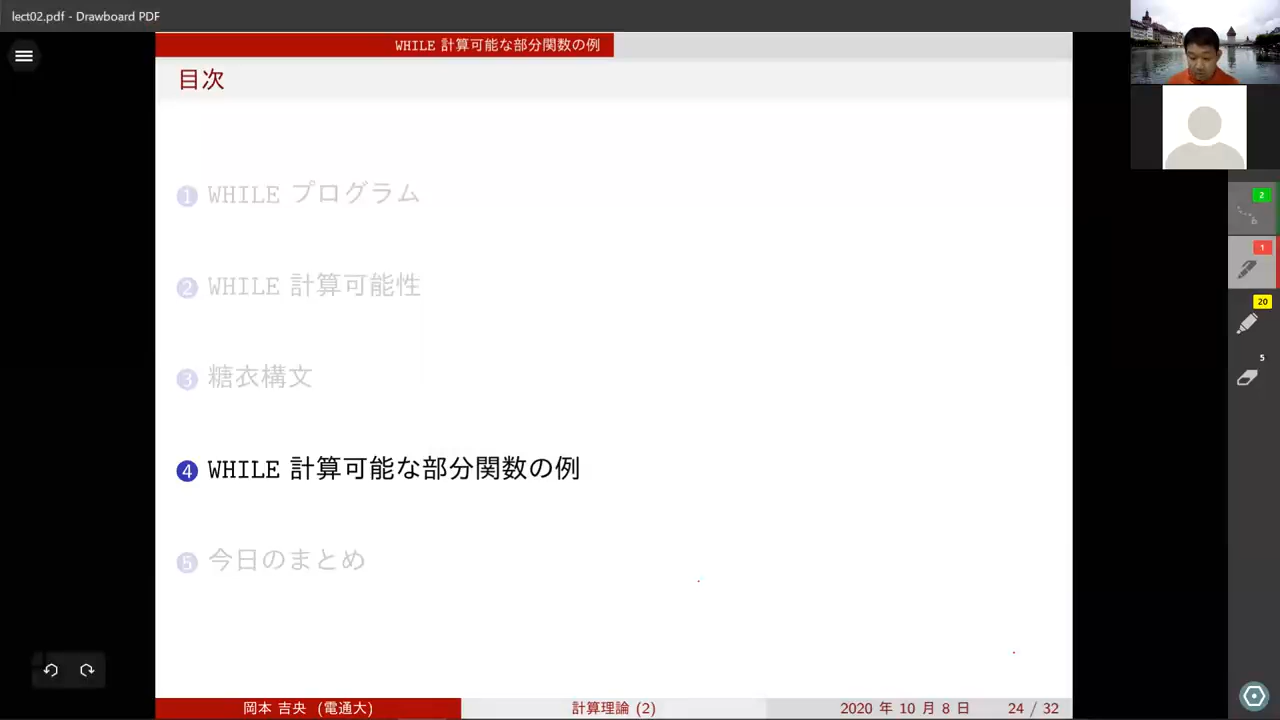 lect02.pdf - Drawboard PDF
WHILE 計算可能な部分関数の例
目次
1 WHILE プログラム
2 WHILE 計算可能性
3 糖衣構文
4 WHILE 計算可能な部分関数の例
5 今日のまとめ
岡本 吉央 (電通大) 計算理論 (2) 2020 年 10 月 8 日 24 / 32
2
1
20
5